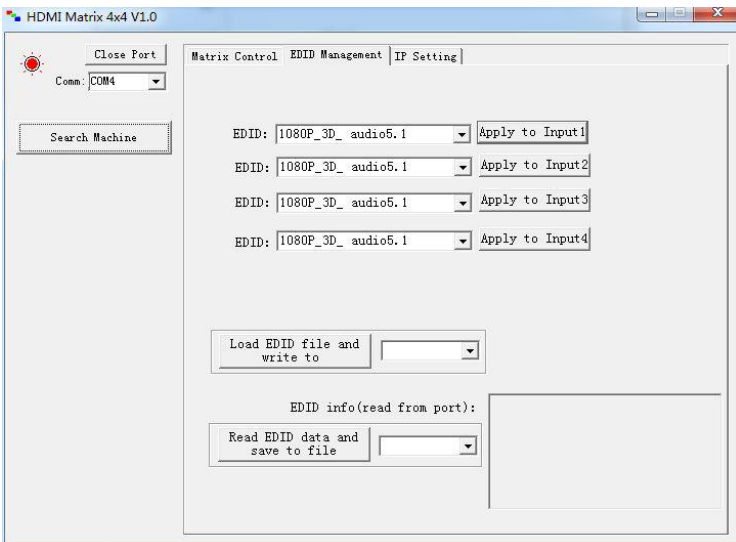 HDMI Matrix 4x4 V1.0
Close Port
Comm: COM4
Search Machine
Matrix Control EDID Management IP Setting
EDID: 1080P_3D_ audio5.1 Apply to Input1
EDID: 1080P_3D_ audio5.1 Apply to Input2
EDID: 1080P_3D_ audio5.1 Apply to Input3
EDID: 1080P_3D_ audio5.1 Apply to Input4
Load EDID file and
write to
EDID info(read from port):
Read EDID data and
save to file